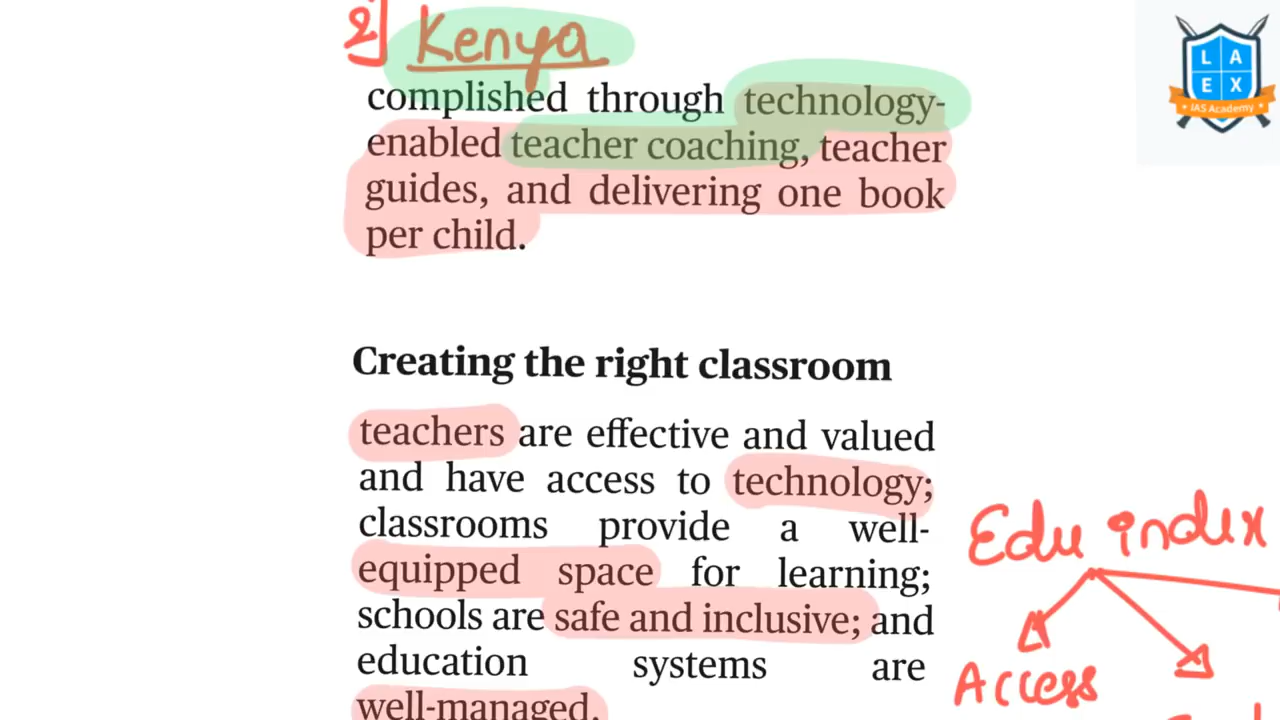 2] Kenya
complished through technology-
enabled teacher coaching, teacher
guides, and delivering one book
per child.
Creating the right classroom
teachers are effective and valued
and have access to technology;
classrooms provide a well-
equipped space for learning;
schools are safe and inclusive; and
education systems are
well-managed.
Edu index
Access
L A
E X
IAS Academy